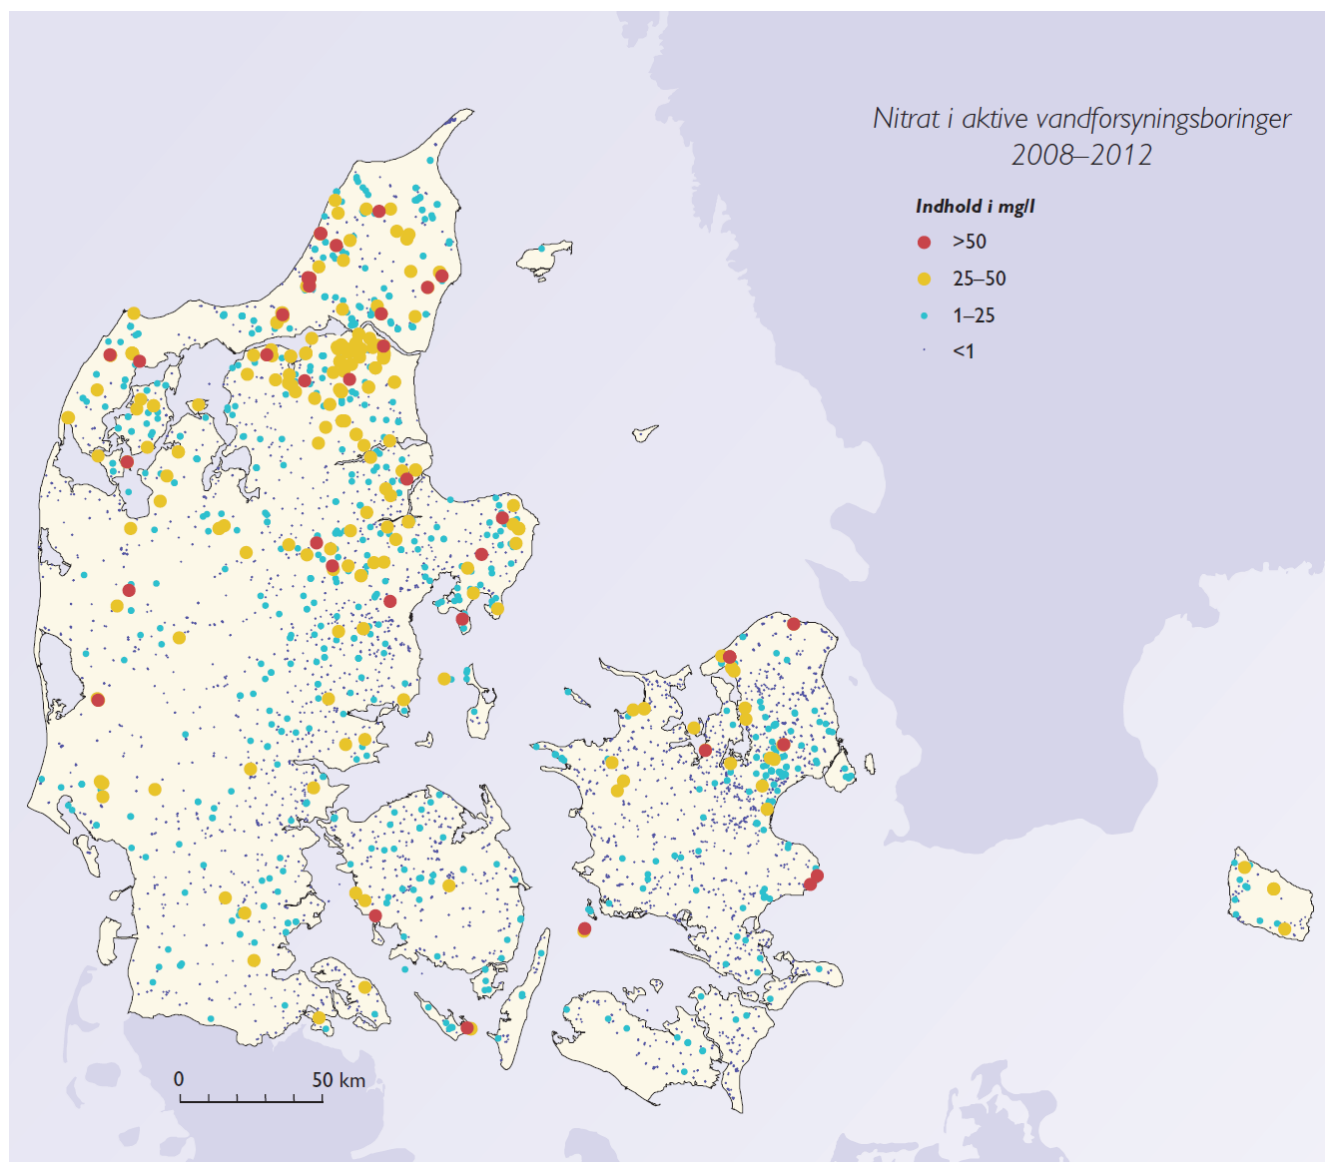 Nitrat i aktive vandforsyningsboringer
2008–2012
Indhold i mg/l
>50
25–50
1–25
<1
0 50 km